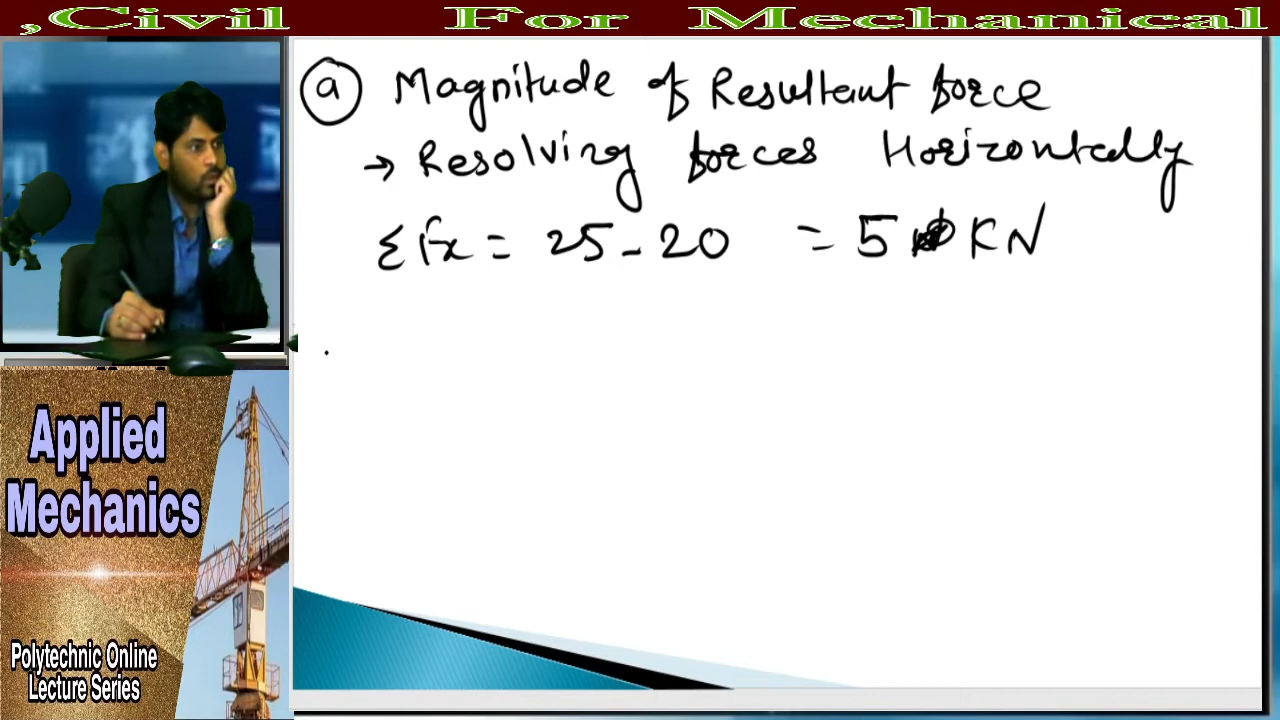 ,Civil For Mechanical
a Magnitude of Resultant force
→ Resolving forces Horizontally
ΣFx = 25 - 20 = 5 KN
Applied
Mechanics
Polytechnic Online
Lecture Series